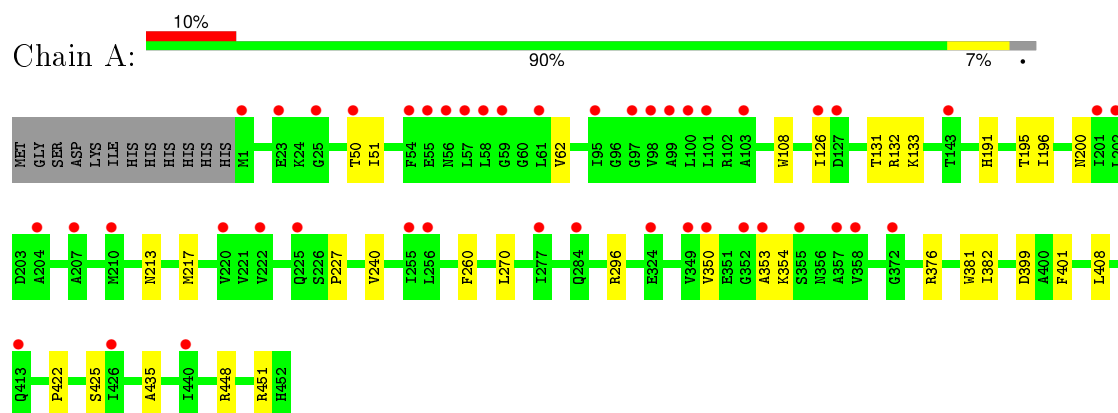 10%
Chain A:
90% 7% •
MET GLY SER ASP LYS ILE HIS HIS HIS HIS HIS HIS M1 E23 K24 G25 T50 I51 F54 E55 N56 L57 L58 G59 G60 L61 V62 I95 G96 G97 V98 A99 L100 L101 R102 A103 W108 I126 D127 T131 R132 K133 T143 H191 T195 I196 N200 I201 L202
D203 A204 A207 M210 N213 M217 V220 V221 V222 Q225 S226 P227 V240 I255 L256 F260 L270 I277 Q284 R296 E324 V349 V350 E351 G352 A353 K354 S355 N356 A357 V358 G372 R376 W381 I382 D399 A400 F401 L408
Q413 P422 S425 I426 A435 I440 R448 R451 H452